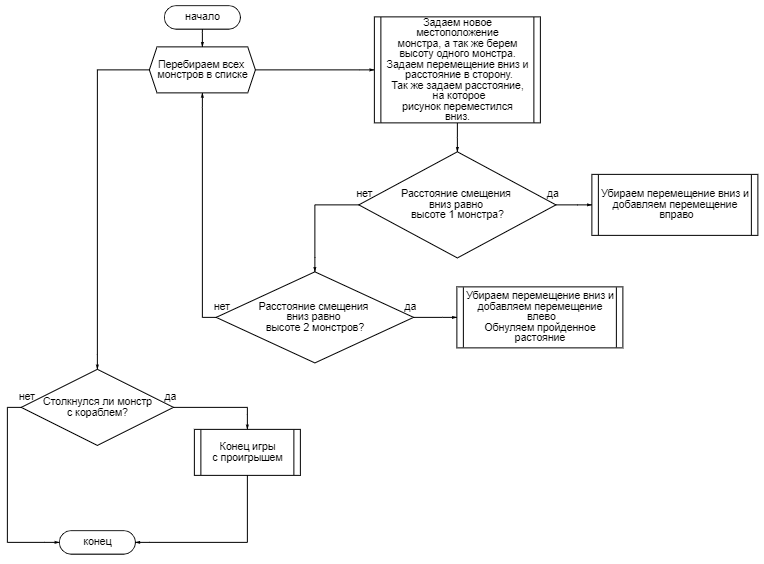 начало
Перебираем всех
монстров в списке
Задаем новое
местоположение
монстра, а так же берем
высоту одного монстра.
Задаем перемещение вниз и
расстояние в сторону.
Так же задаем расстояние,
на которое
рисунок переместился
вниз.
нет
Расстояние смещения
вниз равно
высоте 1 монстра?
да
Убираем перемещение вниз и
добавляем перемещение
вправо
нет
Расстояние смещения
вниз равно
высоте 2 монстров?
да
Убираем перемещение вниз и
добавляем перемещение
влево
Обнуляем пройденное
растояние
нет
Столкнулся ли монстр
с кораблем?
да
Конец игры
с проигрышем
конец